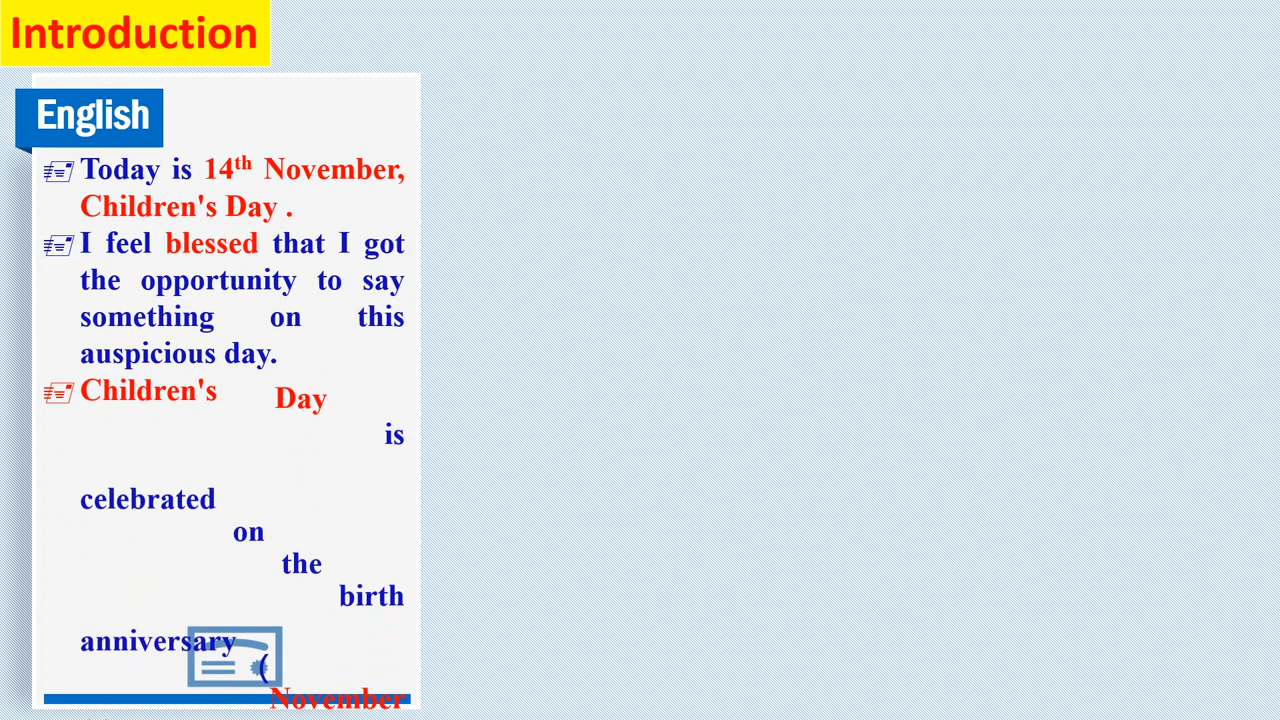 Introduction
English
Today is 14th November,
Children's Day .
I feel blessed that I got
the opportunity to say
something on this
auspicious day.
Children's Day
is
celebrated
on
the
birth
anniversary
(
November